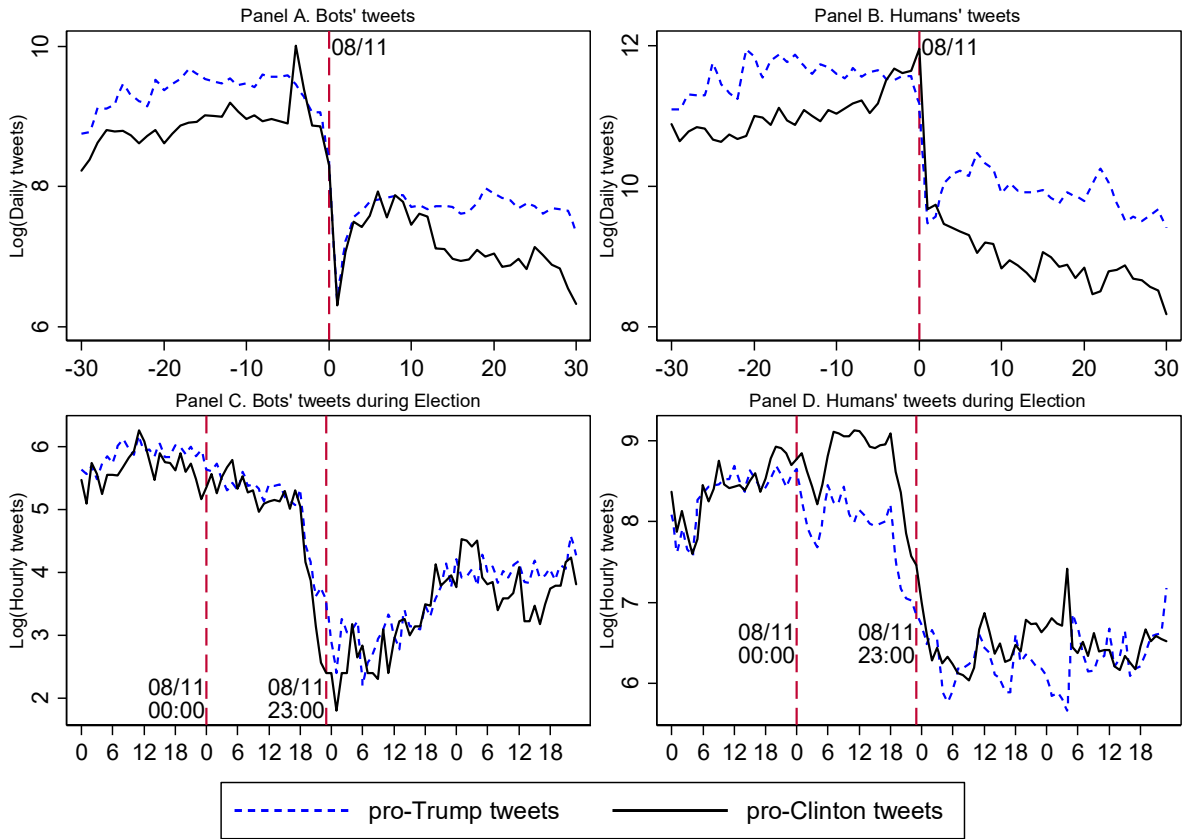 Panel A. Bots' tweets
Log(Daily tweets)
10
8
6
08/11
-30 -20 -10 0 10 20 30
Panel B. Humans' tweets
Log(Daily tweets)
12
10
8
08/11
-30 -20 -10 0 10 20 30
Panel C. Bots' tweets during Election
Log(Hourly tweets)
6
5
4
3
2
08/11
00:00
08/11
23:00
0 6 12 18 0 6 12 18 0 6 12 18 0 6 12 18
Panel D. Humans' tweets during Election
Log(Hourly tweets)
9
8
7
6
08/11
00:00
08/11
23:00
0 6 12 18 0 6 12 18 0 6 12 18 0 6 12 18
pro-Trump tweets
pro-Clinton tweets